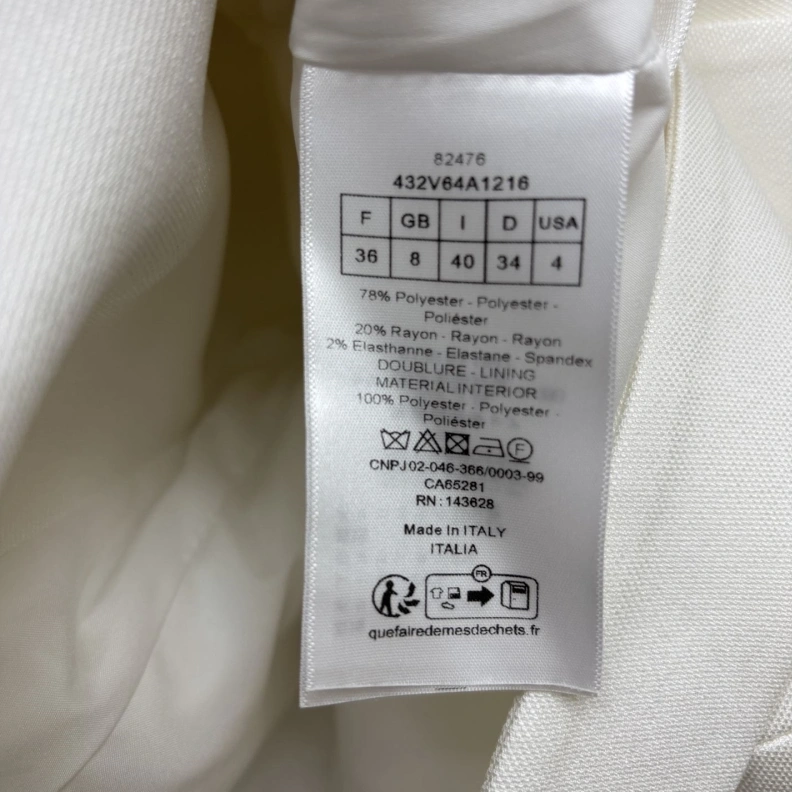 82476
432V64A1216
F GB I D USA
36 8 40 34 4
78% Polyester - Polyester -
Poliéster
20% Rayon - Rayon - Rayon
2% Elasthanne - Elastane - Spandex
DOUBLURE - LINING
MATERIAL INTERIOR
100% Polyester - Polyester -
Poliéster
F
CNPJ 02-046-366/0003-99
CA65281
RN : 143628
Made In ITALY
ITALIA
FR
quefairedemesdechets.fr